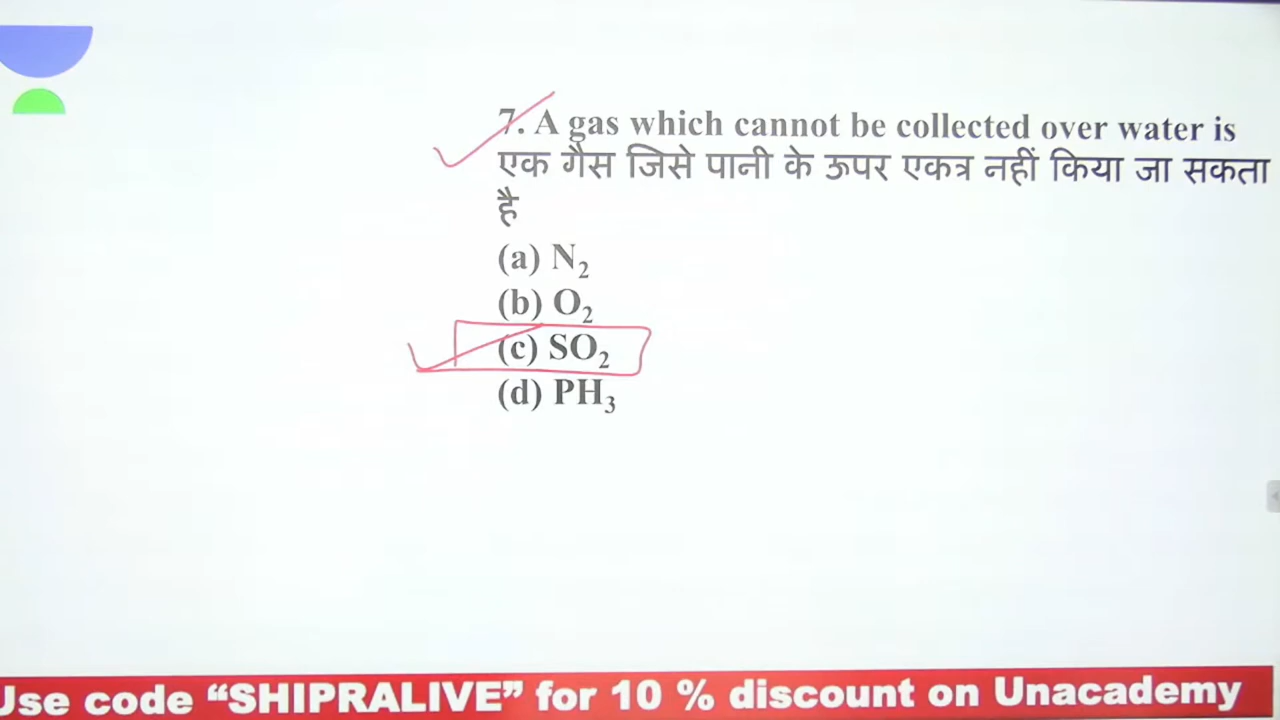 7. A gas which cannot be collected over water is
एक गैस जिसे पानी के ऊपर एकत्र नहीं किया जा सकता
है
(a) N₂
(b) O₂
(c) SO₂
(d) PH₃
Use code “SHIPRALIVE” for 10 % discount on Unacademy